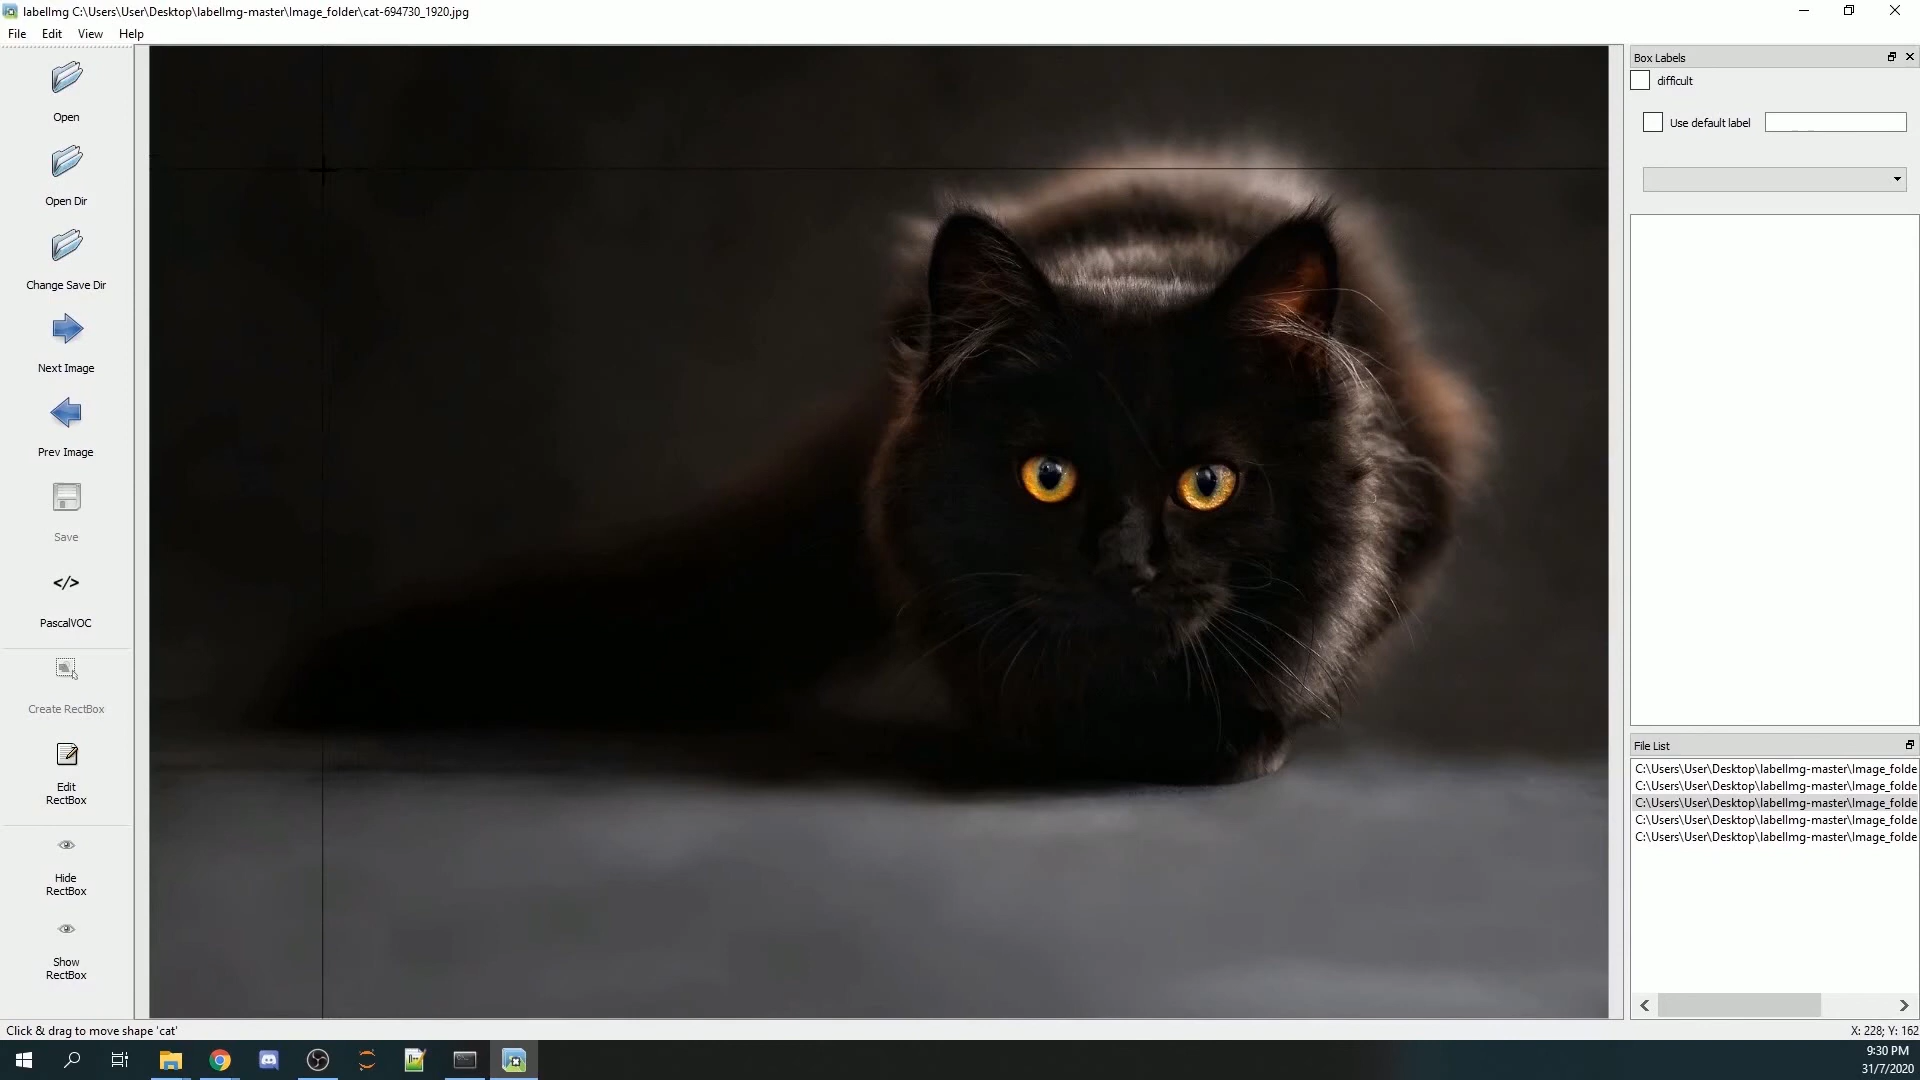 labelImg C:\Users\User\Desktop\labelImg-master\Image_folder\cat-694730_1920.jpg
File Edit View Help
Open
Open Dir
Change Save Dir
Next Image
Prev Image
Save
</>
PascalVOC
Create RectBox
Edit
RectBox
Hide
RectBox
Show
RectBox
Box Labels
difficult
Use default label
File List
C:\Users\User\Desktop\labelImg-master\Image_folde
C:\Users\User\Desktop\labelImg-master\Image_folde
C:\Users\User\Desktop\labelImg-master\Image_folde
C:\Users\User\Desktop\labelImg-master\Image_folde
C:\Users\User\Desktop\labelImg-master\Image_folde
Click & drag to move shape 'cat'
X: 228; Y: 162
9:30 PM
31/7/2020